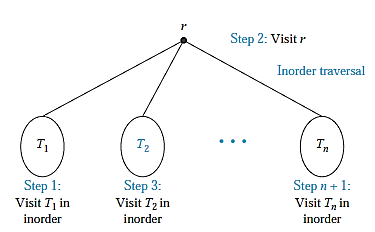 r
Step 2: Visit r
Inorder traversal
T1
T2
• • •
Tn
Step 1:
Visit T1 in
inorder
Step 3:
Visit T2 in
inorder
Step n + 1:
Visit Tn in
inorder